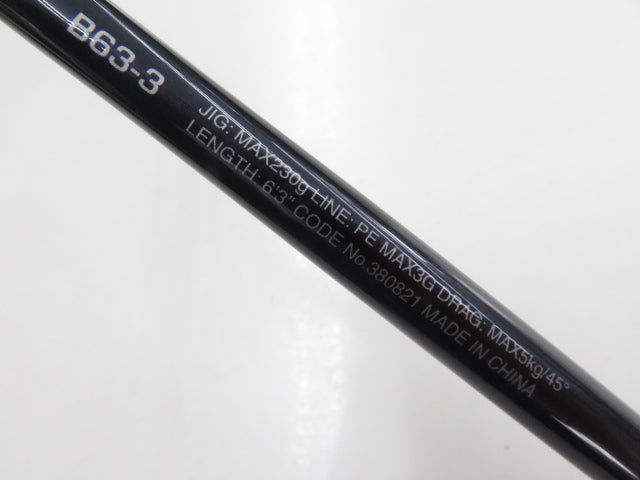 B63-3
JIG: MAX230g LINE: PE MAX3G DRAG: MAX5kg/45°
LENGTH: 6'3" CODE No.380821 MADE IN CHINA